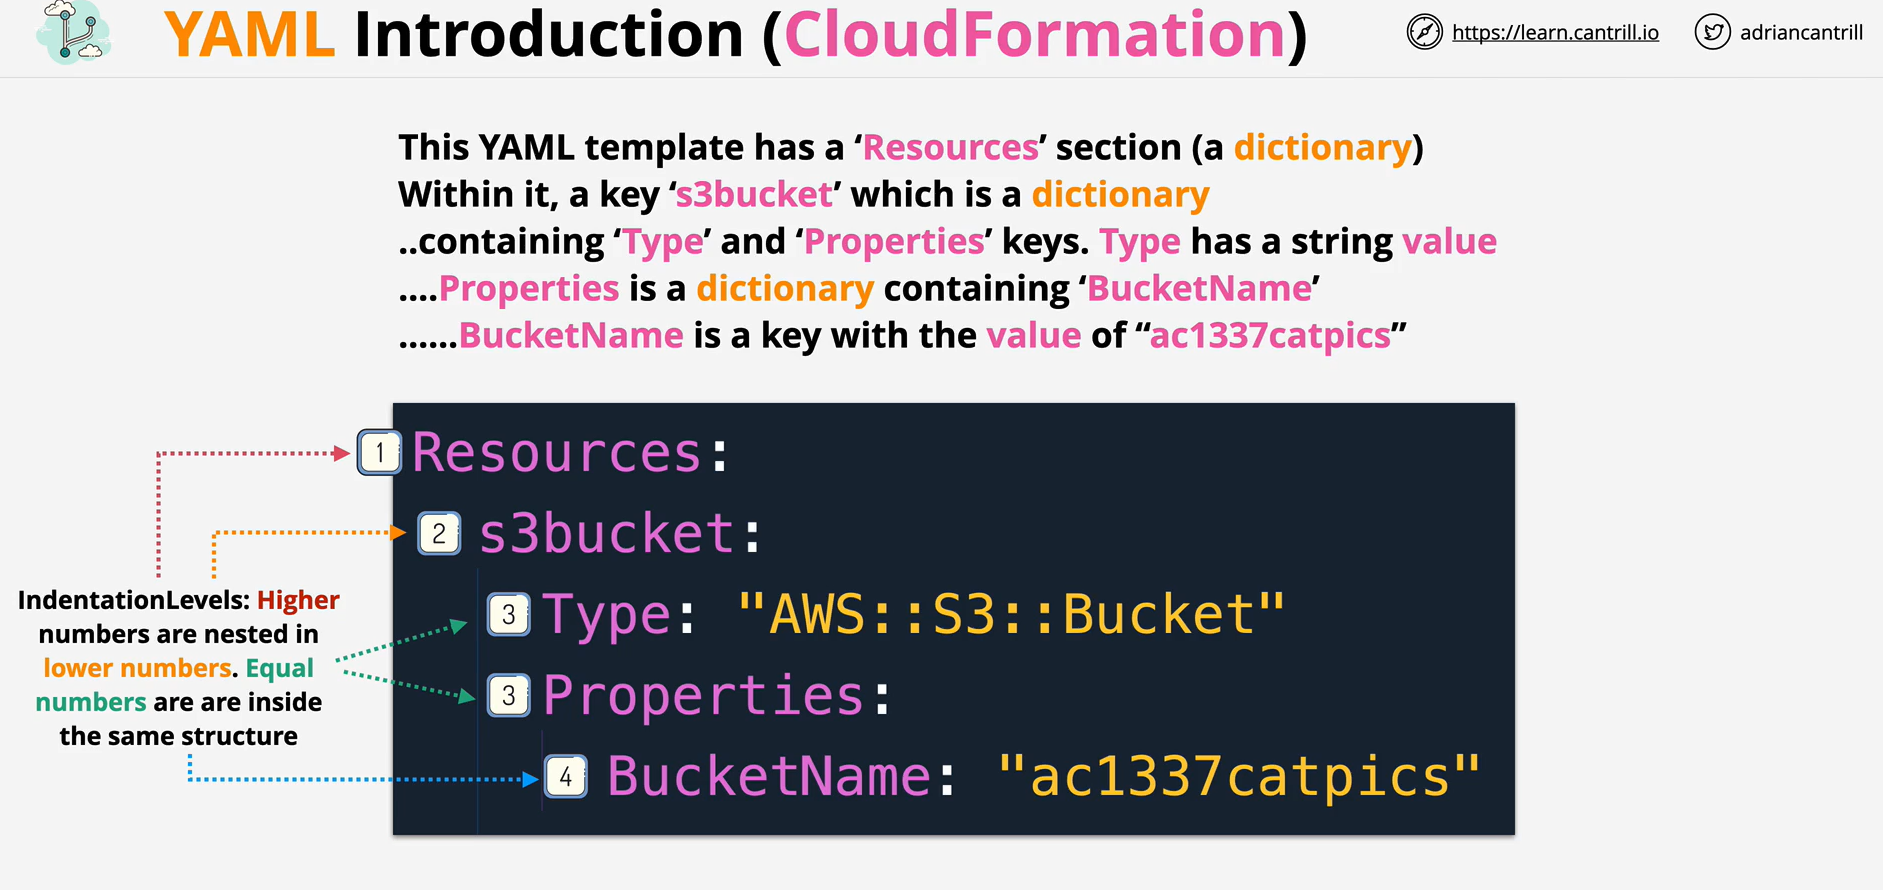 YAML Introduction (CloudFormation)
https://learn.cantrill.io
adriancantrill
This YAML template has a ‘Resources’ section (a dictionary)
Within it, a key ‘s3bucket’ which is a dictionary
..containing ‘Type’ and ‘Properties’ keys. Type has a string value
....Properties is a dictionary containing ‘BucketName’
......BucketName is a key with the value of “ac1337catpics”
1 Resources:
2 s3bucket:
3 Type: "AWS::S3::Bucket"
3 Properties:
4 BucketName: "ac1337catpics"
IndentationLevels: Higher
numbers are nested in
lower numbers. Equal
numbers are are inside
the same structure